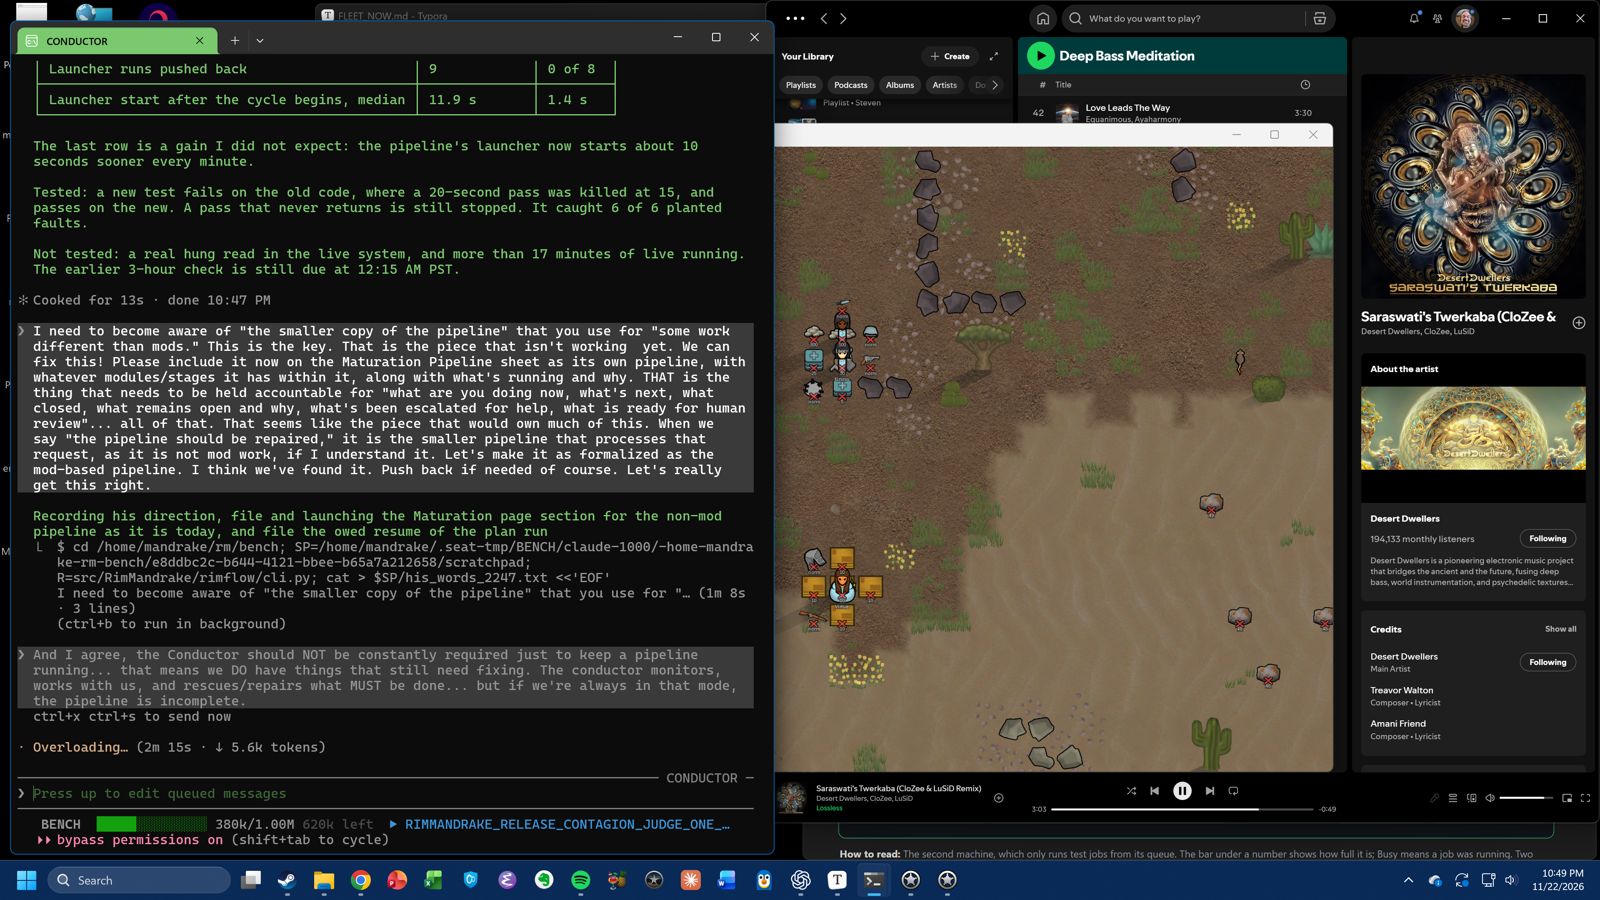 FLEET_NOW.md - Typora
CONDUCTOR
Launcher runs pushed back 9 0 of 8
Launcher start after the cycle begins, median 11.9 s 1.4 s
The last row is a gain I did not expect: the pipeline's launcher now starts about 10
seconds sooner every minute.
Tested: a new test fails on the old code, where a 20-second pass was killed at 15, and
passes on the new. A pass that never returns is still stopped. It caught 6 of 6 planted
faults.
Not tested: a real hung read in the live system, and more than 17 minutes of live running.
The earlier 3-hour check is still due at 12:15 AM PST.
✻ Cooked for 13s · done 10:47 PM
❯ I need to become aware of "the smaller copy of the pipeline" that you use for "some work
different than mods." This is the key. That is the piece that isn't working  yet. We can
fix this! Please include it now on the Maturation Pipeline sheet as its own pipeline, with
whatever modules/stages it has within it, along with what's running and why. THAT is the
thing that needs to be held accountable for "what are you doing now, what's next, what
closed, what remains open and why, what's been escalated for help, what is ready for human
review"... all of that. That seems like the piece that would own much of this. When we
say "the pipeline should be repaired," it is the smaller pipeline that processes that
request, as it is not mod work, if I understand it. Let's make it as formalized as the
mod-based pipeline. I think we've found it. Push back if needed of course. Let's really
get this right.
Recording his direction, file and launching the Maturation page section for the non-mod
pipeline as it is today, and file the owed resume of the plan run
└ $ cd /home/mandrake/rm/bench; SP=/home/mandrake/.seat-tmp/BENCH/claude-1000/-home-mandra
ke-rm-bench/e8ddbc2c-b644-4121-bbee-b65a7a212658/scratchpad;
R=src/RimMandrake/rimflow/cli.py; cat > $SP/his_words_2247.txt <<'EOF'
I need to become aware of "the smaller copy of the pipeline" that you use for "… (1m 8s
· 3 lines)
(ctrl+b to run in background)
❯ And I agree, the Conductor should NOT be constantly required just to keep a pipeline
running... that means we DO have things that still need fixing. The conductor monitors,
works with us, and rescues/repairs what MUST be done... but if we're always in that mode,
the pipeline is incomplete.
ctrl+x ctrl+s to send now
· Overloading… (2m 15s · ↓ 5.6k tokens)
CONDUCTOR
❯ Press up to edit queued messages
BENCH 380k/1.00M 620k left ▶ RIMMANDRAKE_RELEASE_CONTAGION_JUDGE_ONE_…
⏵⏵ bypass permissions on (shift+tab to cycle)
What do you want to play?
Your Library
+ Create
Playlists Podcasts Albums Artists
Playlist • Steven
Deep Bass Meditation
# Title
42 Love Leads The Way 3:30
Equanimous, Ayaharmony
Desert Dwellers
SARASWATI'S TWERKABA
Saraswati's Twerkaba (CloZee &
Desert Dwellers, CloZee, LuSiD
About the artist
Desert Dwellers
194,133 monthly listeners
Following
Desert Dwellers is a pioneering electronic music project
that bridges the ancient and the future, fusing deep
bass, world instrumentation, and psychedelic textures...
Credits
Show all
Desert Dwellers
Main Artist
Following
Treavor Walton
Composer • Lyricist
Amani Friend
Composer • Lyricist
Saraswati's Twerkaba (CloZee & LuSiD Remix)
Desert Dwellers, CloZee, LuSiD
Lossless
3:03
-0:49
How to read: The second machine, which only runs test jobs from its queue. The bar under a number shows how full it is; Busy means a job was running. Two
Search
10:49 PM
11/22/2026